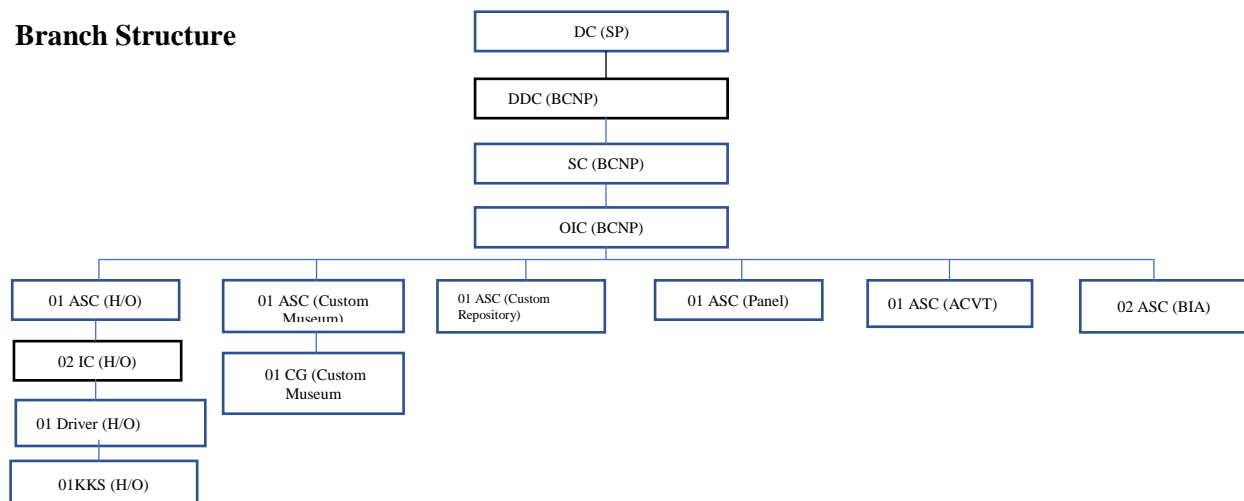 Branch Structure
DC (SP)
DDC (BCNP)
SC (BCNP)
OIC (BCNP)
01 ASC (H/O)
01 ASC (Custom
Museum)
01 ASC (Custom
Repository)
01 ASC (Panel)
01 ASC (ACVT)
02 ASC (BIA)
02 IC (H/O)
01 CG (Custom
Museum
01 Driver (H/O)
01KKS (H/O)